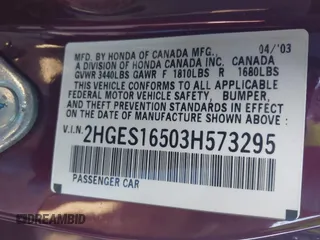 MFD. BY HONDA OF CANADA MFG., 04/'03
A DIVISION OF HONDA CANADA INC. CANADA
GVWR 3440LBS GAWR F 1810LBS R 1680LBS
THIS VEHICLE CONFORMS TO ALL APPLICABLE
FEDERAL MOTOR VEHICLE SAFETY, BUMPER,
AND THEFT PREVENTION STANDARDS IN EFFECT ON
THE DATE OF MANUFACTURE SHOWN ABOVE.
V.I.N. 2HGES16503H573295
PASSENGER CAR
DREAMBID